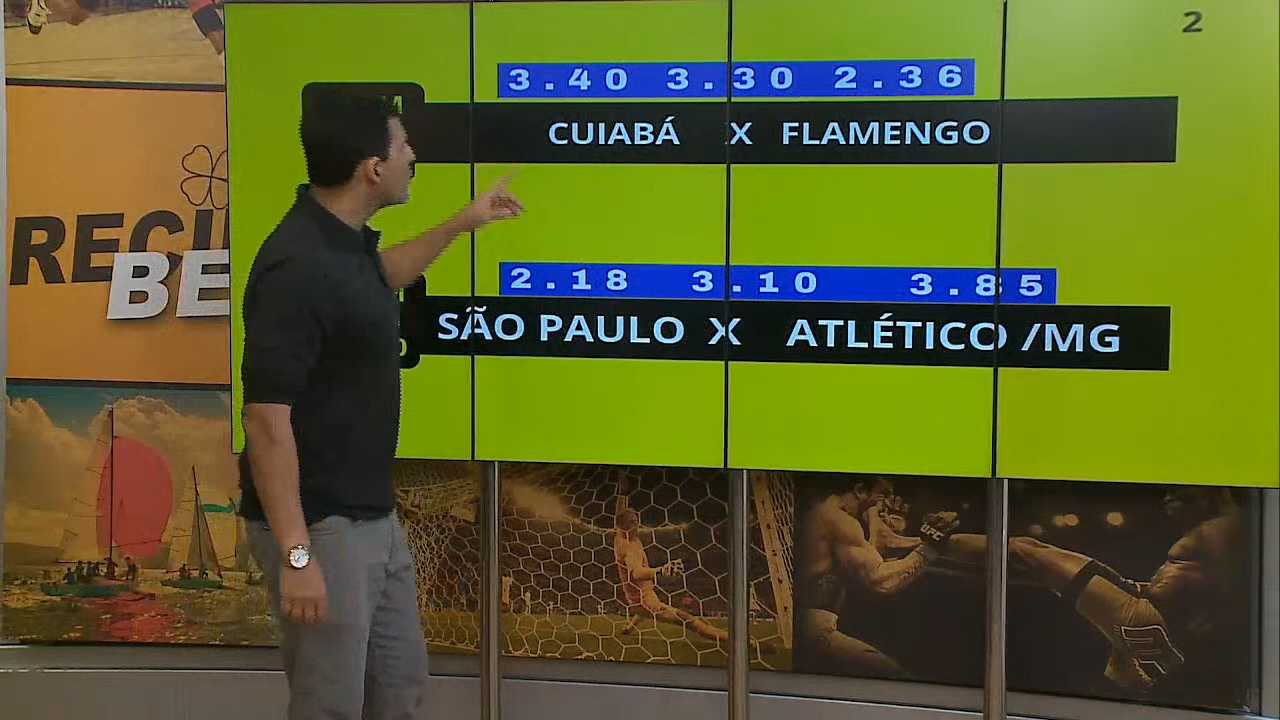 2
3.40 3.30 2.36
CUIABÁ X FLAMENGO
2.18 3.10 3.85
SÃO PAULO X ATLÉTICO /MG
UFC